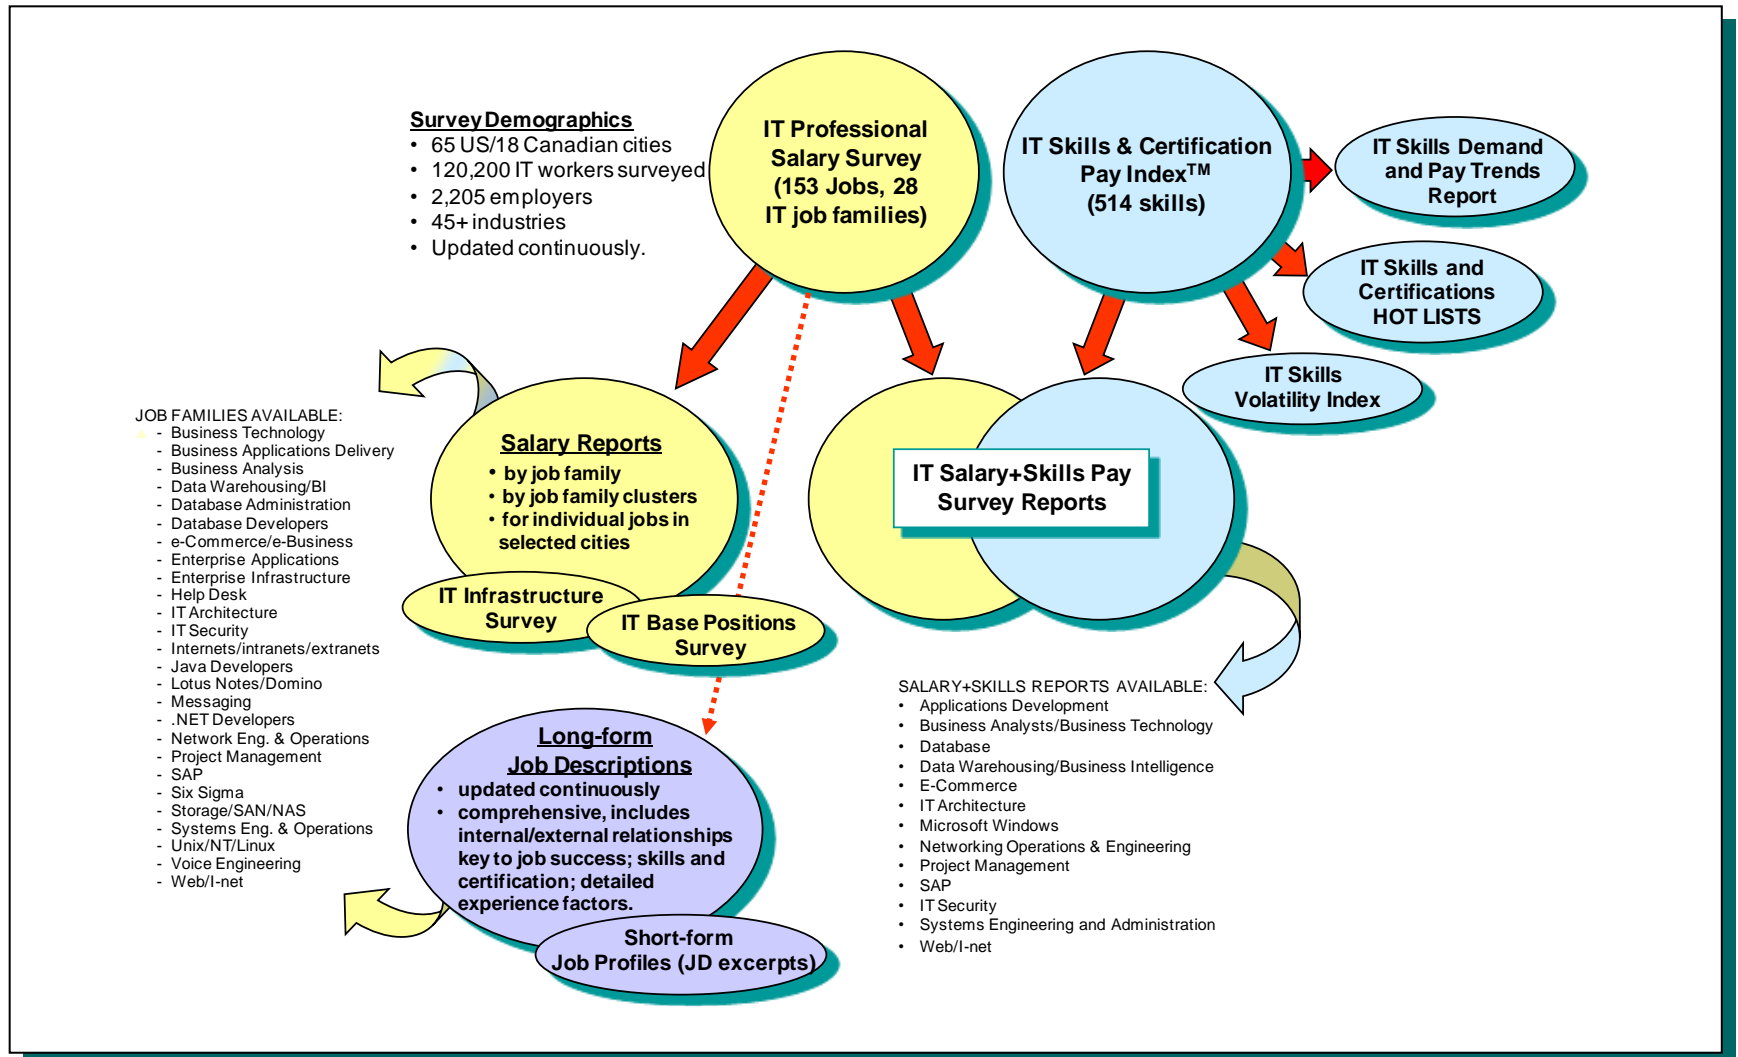 Survey Demographics
• 65 US/18 Canadian cities
• 120,200 IT workers surveyed
• 2,205 employers
• 45+ industries
• Updated continuously.
IT Professional
Salary Survey
(153 Jobs, 28
IT job families)
IT Skills & Certification
Pay Index™
(514 skills)
IT Skills Demand
and Pay Trends
Report
IT Skills and
Certifications
HOT LISTS
IT Skills
Volatility Index
JOB FAMILIES AVAILABLE:
- Business Technology
- Business Applications Delivery
- Business Analysis
- Data Warehousing/BI
- Database Administration
- Database Developers
- e-Commerce/e-Business
- Enterprise Applications
- Enterprise Infrastructure
- Help Desk
- IT Architecture
- IT Security
- Internets/intranets/extranets
- Java Developers
- Lotus Notes/Domino
- Messaging
- .NET Developers
- Network Eng. & Operations
- Project Management
- SAP
- Six Sigma
- Storage/SAN/NAS
- Systems Eng. & Operations
- Unix/NT/Linux
- Voice Engineering
- Web/I-net
Salary Reports
• by job family
• by job family clusters
• for individual jobs in
selected cities
IT Infrastructure
Survey
IT Base Positions
Survey
IT Salary+Skills Pay
Survey Reports
Long-form
Job Descriptions
• updated continuously
• comprehensive, includes
internal/external relationships
key to job success; skills and
certification; detailed
experience factors.
Short-form
Job Profiles (JD excerpts)
SALARY+SKILLS REPORTS AVAILABLE:
• Applications Development
• Business Analysts/Business Technology
• Database
• Data Warehousing/Business Intelligence
• E-Commerce
• IT Architecture
• Microsoft Windows
• Networking Operations & Engineering
• Project Management
• SAP
• IT Security
• Systems Engineering and Administration
• Web/I-net